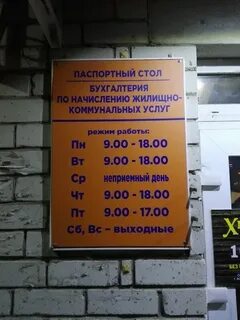 ПАСПОРТНЫЙ СТОЛ
БУХГАЛТЕРИЯ
ПО НАЧИСЛЕНИЮ ЖИЛИЩНО-
КОММУНАЛЬНЫХ УСЛУГ
режим работы:
Пн 9.00 - 18.00
Вт 9.00 - 18.00
Ср неприемный день
Чт 9.00 - 18.00
Пт 9.00 - 17.00
Сб, Вс - выходные